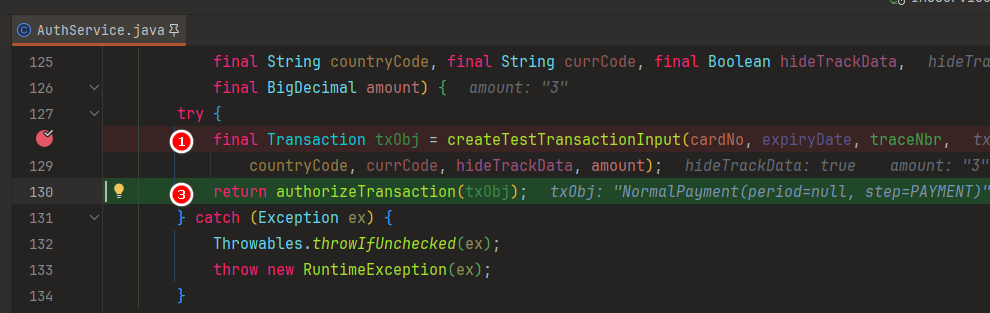 AuthService.java
125 final String countryCode, final String currCode, final Boolean hideTrackData, hideTra
126 final BigDecimal amount) { amount: "3"
127 try {
1 final Transaction txObj = createTestTransactionInput(cardNo, expiryDate, traceNbr, tx
129 countryCode, currCode, hideTrackData, amount); hideTrackData: true amount: "3"
130 3 return authorizeTransaction(txObj); txObj: "NormalPayment(period=null, step=PAYMENT)"
131 } catch (Exception ex) {
132 Throwables.throwIfUnchecked(ex);
133 throw new RuntimeException(ex);
134 }